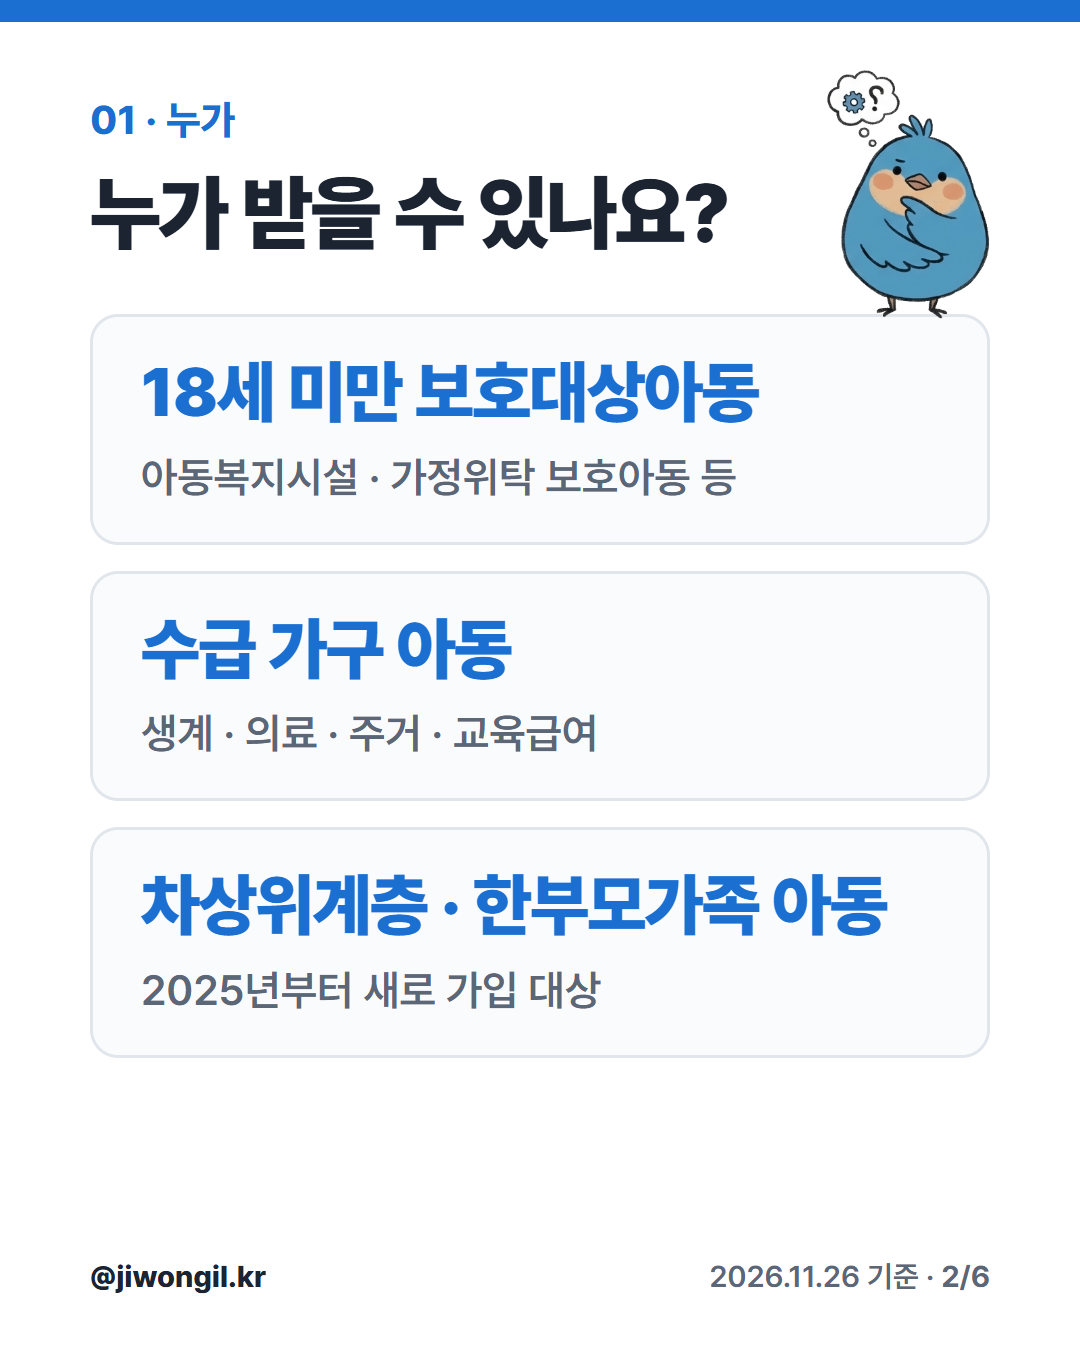 01 · 누가
누가 받을 수 있나요?
?
18세 미만 보호대상아동
아동복지시설 · 가정위탁 보호아동 등
수급 가구 아동
생계 · 의료 · 주거 · 교육급여
차상위계층 · 한부모가족 아동
2025년부터 새로 가입 대상
@jiwongil.kr
2026.11.26 기준 · 2/6